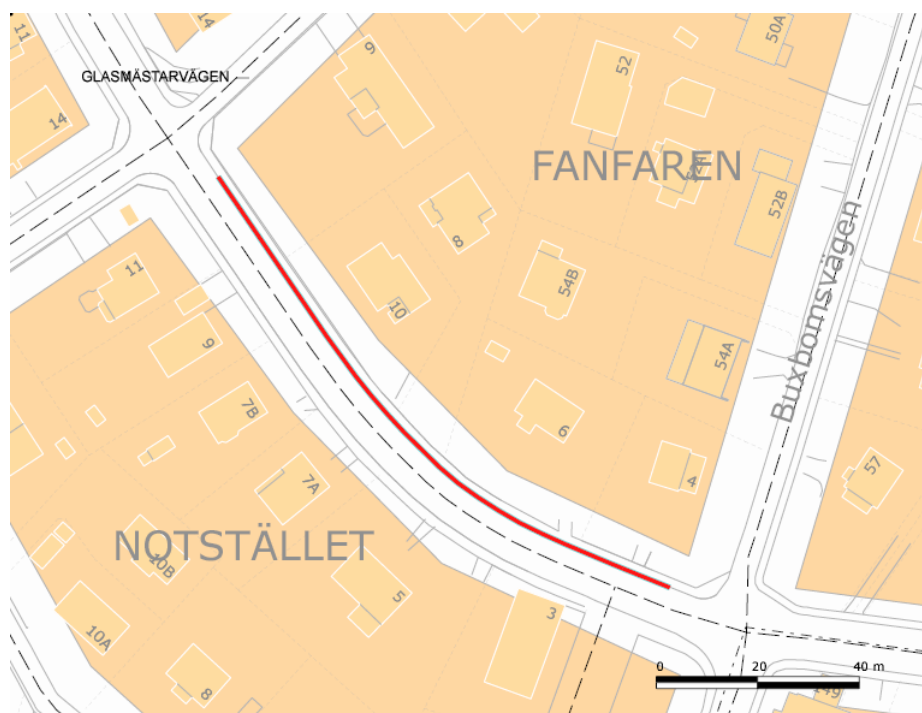 11
14
14
GLASMÄSTARVÄGEN
9
52
50A
FANFAREN
52B
8
54B
10
11
9
Buxbomsvägen
54A
7B
6
4
57
7A
NOTSTÄLLET
10B
5
3
10A
8
0 20 40 m
149